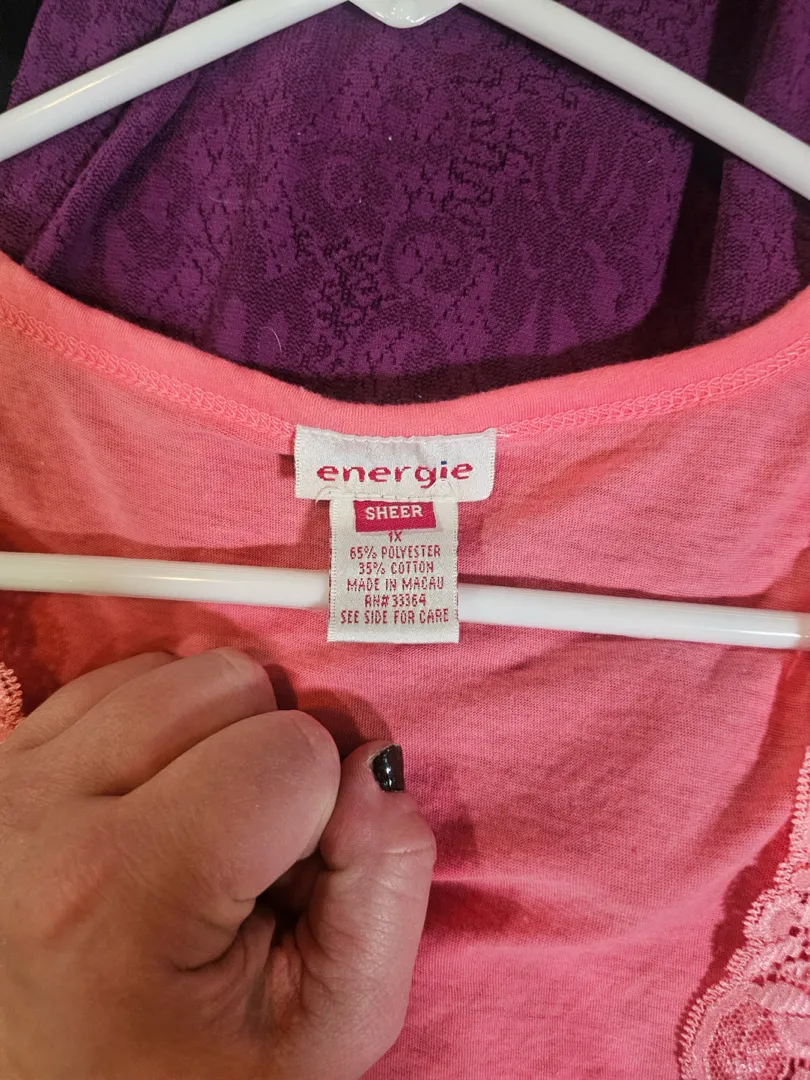 energie
SHEER
1X
65% POLYESTER
35% COTTON
MADE IN MACAU
RN#33364
SEE SIDE FOR CARE